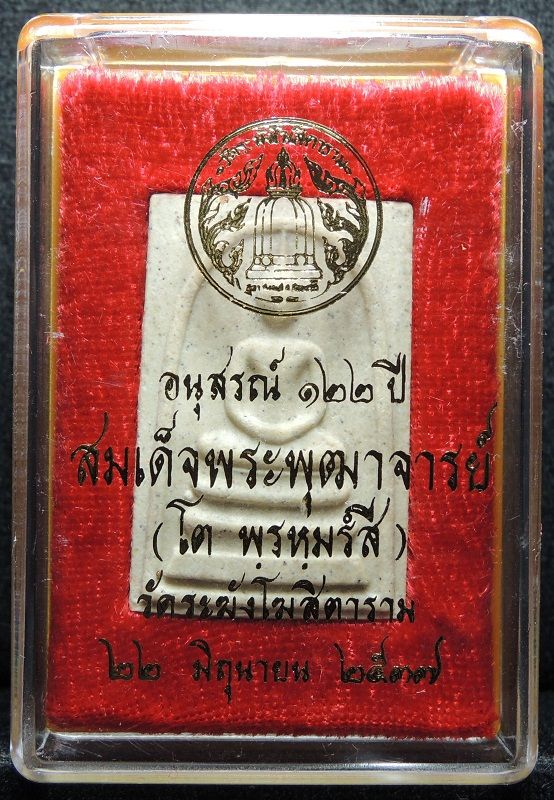 อนุสรณ์ ๑๒๒ ปี
สมเด็จพระพุฒาจารย์
(โต พฺรหฺมรํสี)
วัดระฆังโฆสิตาราม
๒๒ มิถุนายน ๒๕๓๗